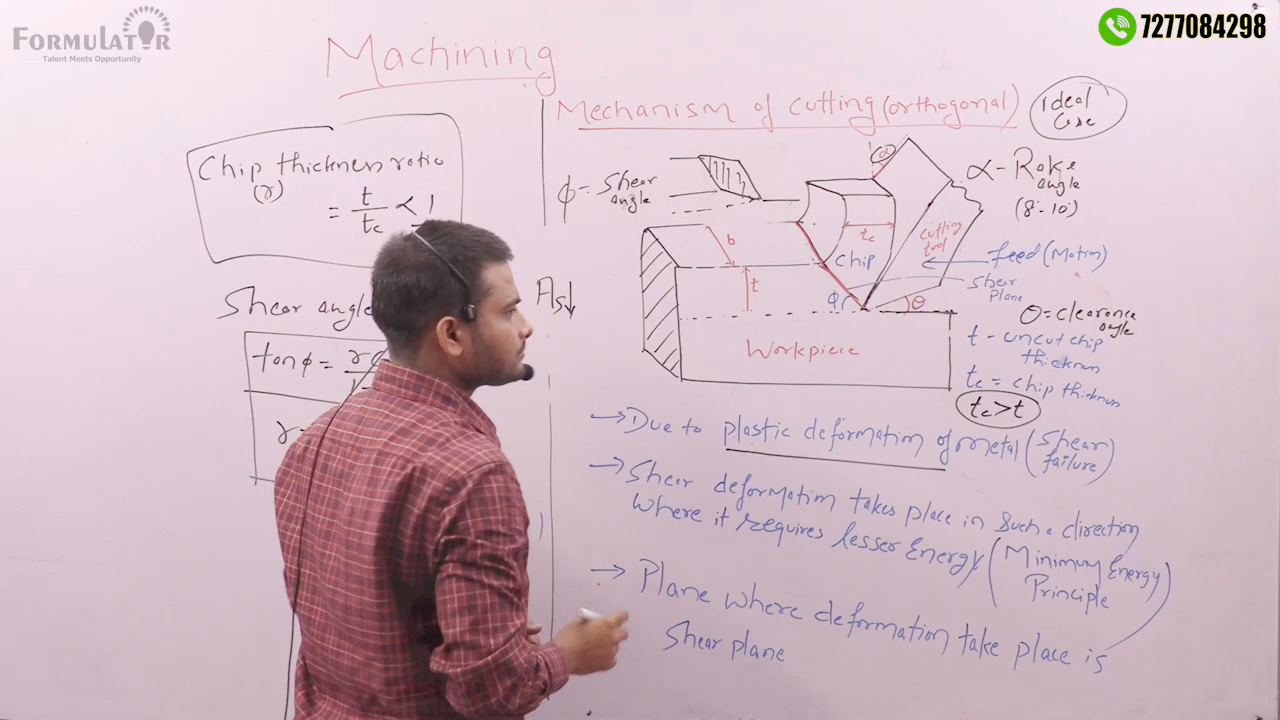 FORMULATOR
Talent Meets Opportunity
7277084298
Machining
Chip thickness ratio
(r)
= t/tc < 1
Shear angle
tanϕ = r
r =
As↓
Mechanism of cutting (orthogonal)
ideal
case
ϕ = Shear
angle
α
α - Rake
angle
(8°-10°)
b
t
tc
chip
cutting
tool
feed (Motion)
Shear
plane
ϕ
θ
θ = clearance
angle
Workpiece
t - uncut chip
thickness
tc = chip thickness
tc > t
→ Due to plastic deformation of metal (Shear
failure)
→ Shear deformation takes place in Such a direction
Where it requires lesser Energy (Minimum Energy
Principle)
→ Plane where deformation take place is
Shear plane